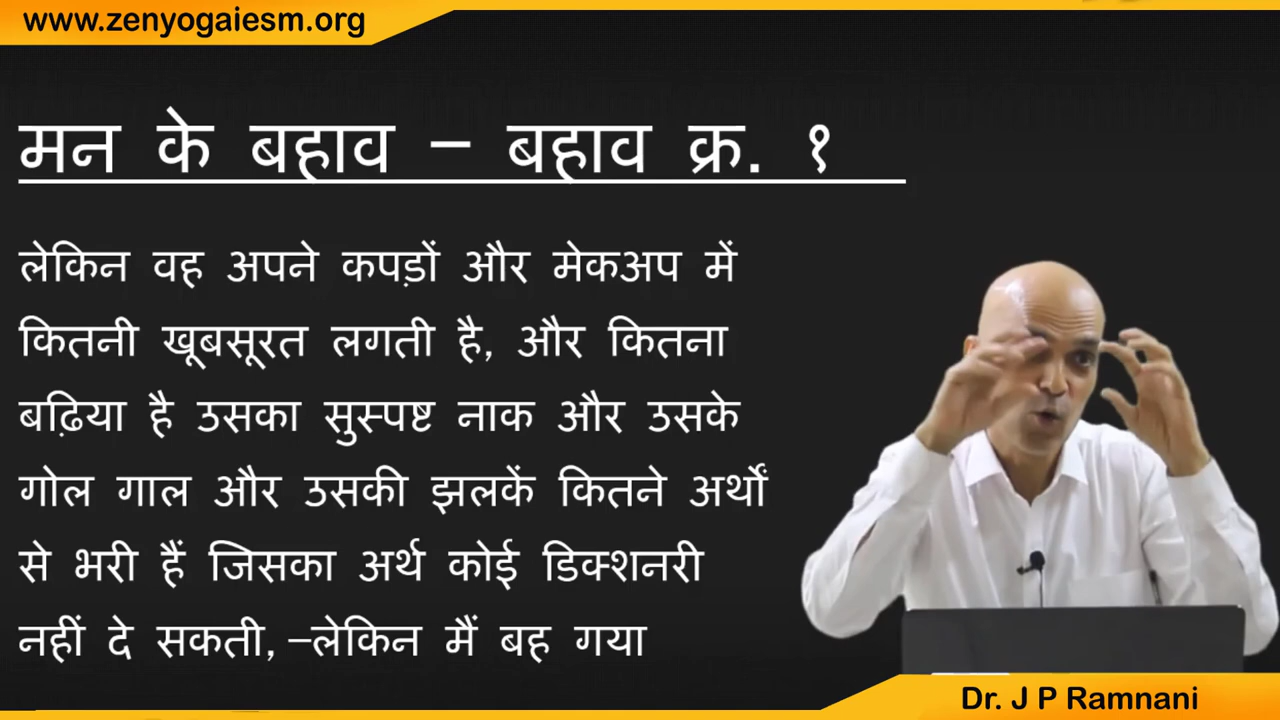 www.zenyogaiesm.org
मन के बहाव – बहाव क्र. १
लेकिन वह अपने कपड़ों और मेकअप में
कितनी खूबसूरत लगती है, और कितना
बढ़िया है उसका सुस्पष्ट नाक और उसके
गोल गाल और उसकी झलकें कितने अर्थों
से भरी हैं जिसका अर्थ कोई डिक्शनरी
नहीं दे सकती, –लेकिन मैं बह गया
Dr. J P Ramnani